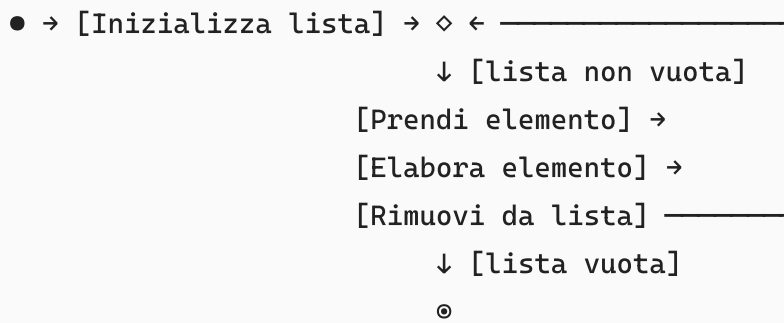 ● → [Inizializza lista] → ◇ ← ─────────
↓ [lista non vuota]
[Prendi elemento] →
[Elabora elemento] →
[Rimuovi da lista] ────
↓ [lista vuota]
◉